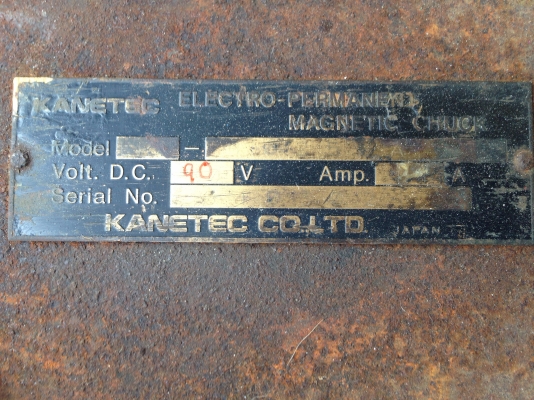 KANETEC ELECTRO-PERMANENT
MAGNETIC CHUCK
Model –
Volt. D.C. 90 V Amp. A
Serial No.
KANETEC CO.,LTD. JAPAN